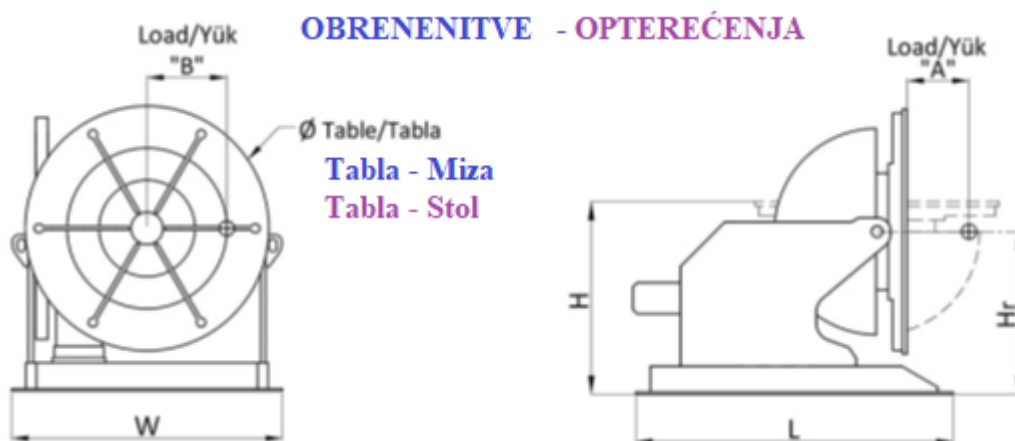 OBRENENITVE - OPTEREĆENJA
Load/Yük
"B"
Load/Yük
"A"
Ø Table/Tabla
Tabla - Miza
Tabla - Stol
H
Hr
W
L